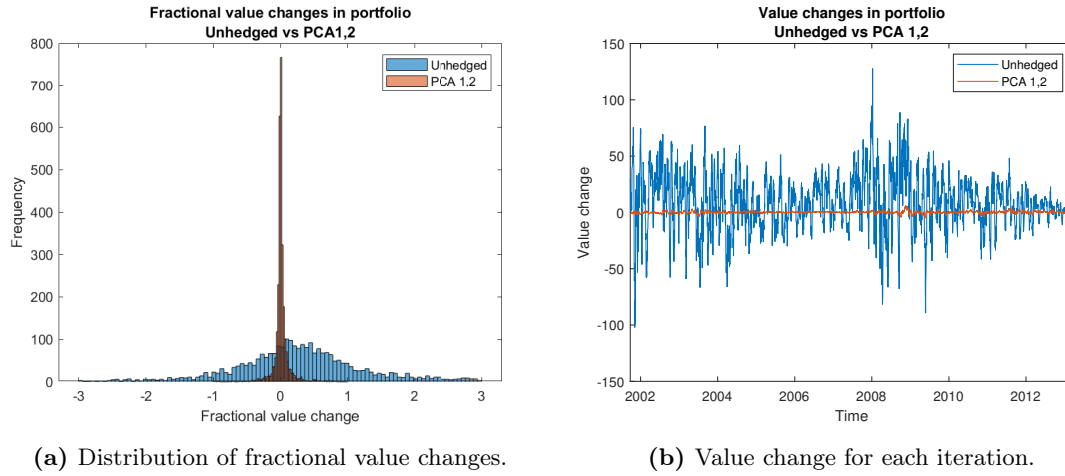 Fractional value changes in portfolio
Unhedged vs PCA1,2
800
700
600
500
400
300
200
100
0
Frequency
-3
-2
-1
0
1
2
3
Fractional value change
Unhedged
PCA 1,2
(a) Distribution of fractional value changes.
Value changes in portfolio
Unhedged vs PCA 1,2
150
100
50
0
-50
-100
-150
Value change
2002
2004
2006
2008
2010
2012
Time
Unhedged
PCA 1,2
(b) Value change for each iteration.